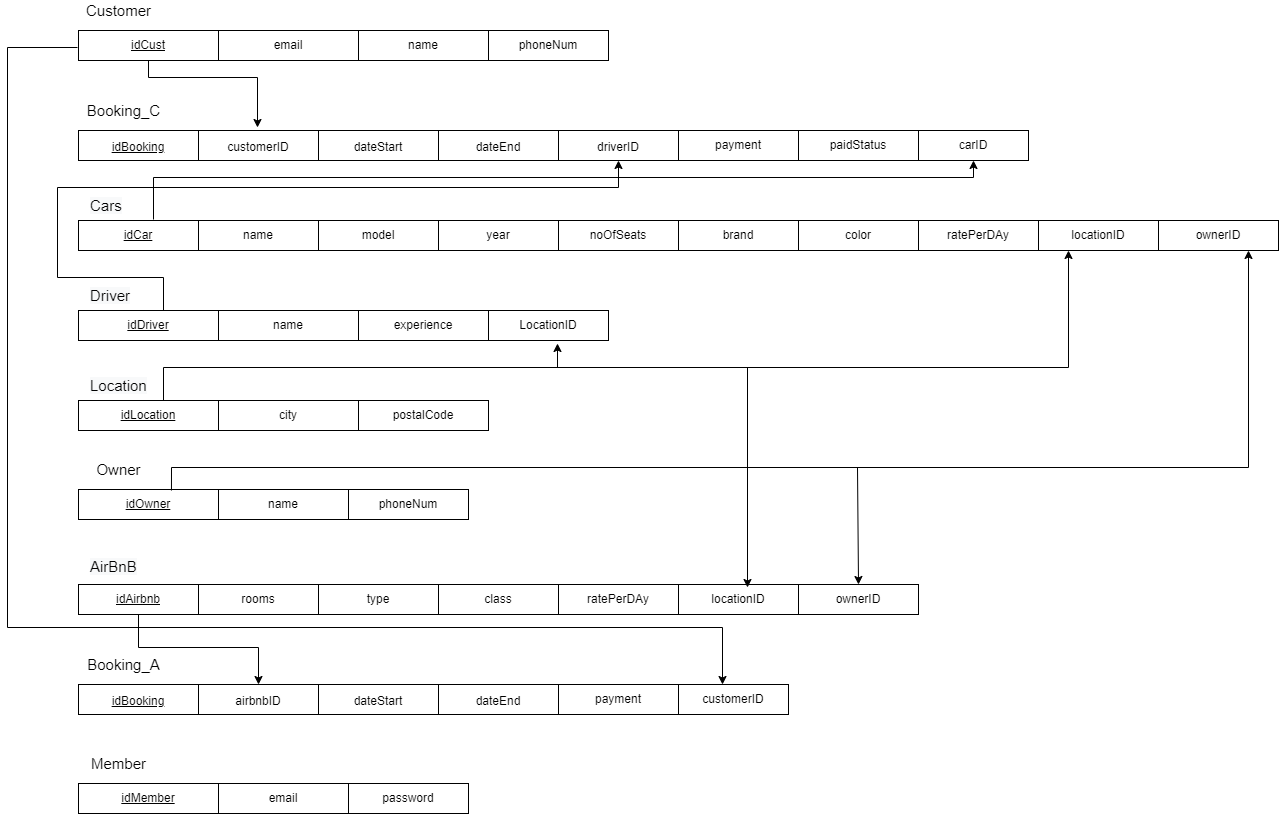 Customer
idCust email name phoneNum
Booking_C
idBooking customerID dateStart dateEnd driverID payment paidStatus carID
Cars
idCar name model year noOfSeats brand color ratePerDAy locationID ownerID
Driver
idDriver name experience LocationID
Location
idLocation city postalCode
Owner
idOwner name phoneNum
AirBnB
idAirbnb rooms type class ratePerDAy locationID ownerID
Booking_A
idBooking airbnbID dateStart dateEnd payment customerID
Member
idMember email password